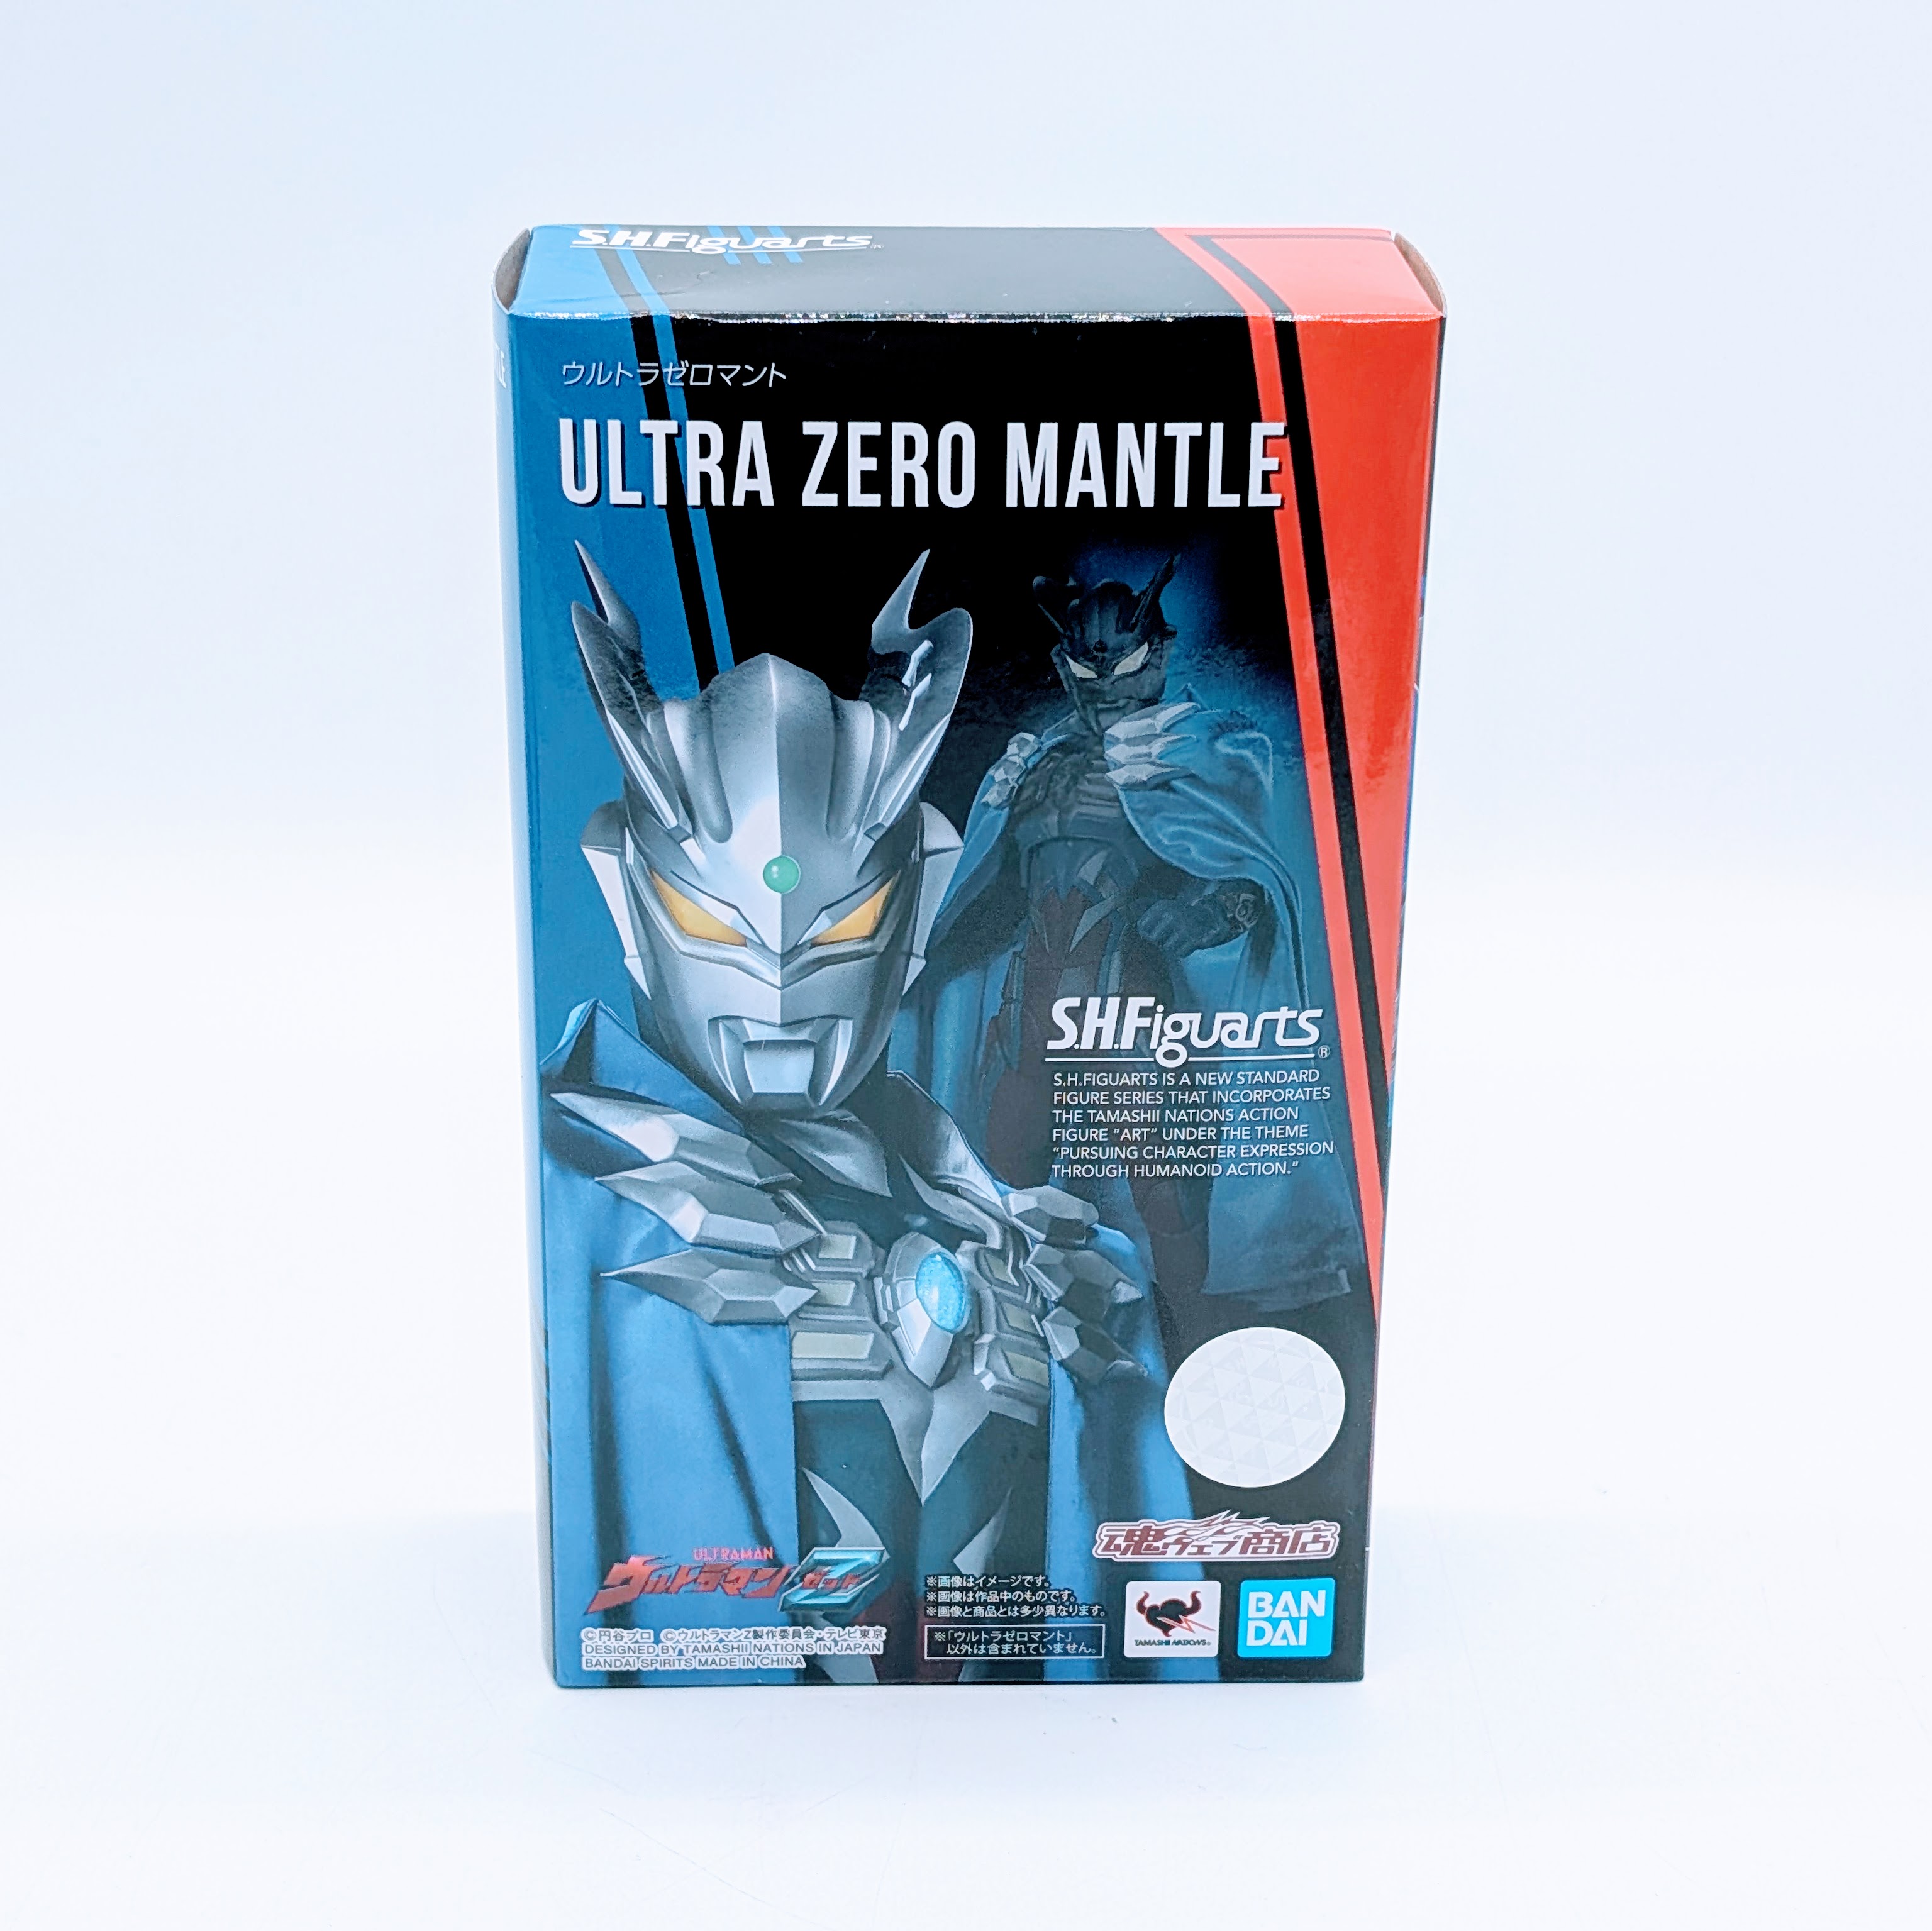 S.H.Figuarts
ウルトラゼロマント
ULTRA ZERO MANTLE
S.H.Figuarts®
S.H.FIGUARTS IS A NEW STANDARD
FIGURE SERIES THAT INCORPORATES
THE TAMASHII NATIONS ACTION
FIGURE "ART" UNDER THE THEME
"PURSUING CHARACTER EXPRESSION
THROUGH HUMANOID ACTION."
魂ウェブ商店
ULTRAMAN
ウルトラマンZ
ゼット
©円谷プロ ©ウルトラマンZ製作委員会・テレビ東京
DESIGNED BY TAMASHII NATIONS IN JAPAN
BANDAI SPIRITS MADE IN CHINA
※画像はイメージです。
※画像は作品中のものです。
※画像と商品とは多少異なります。
※「ウルトラゼロマント」
以外は含まれていません。
TAMASHII NATIONS®
BAN
DAI